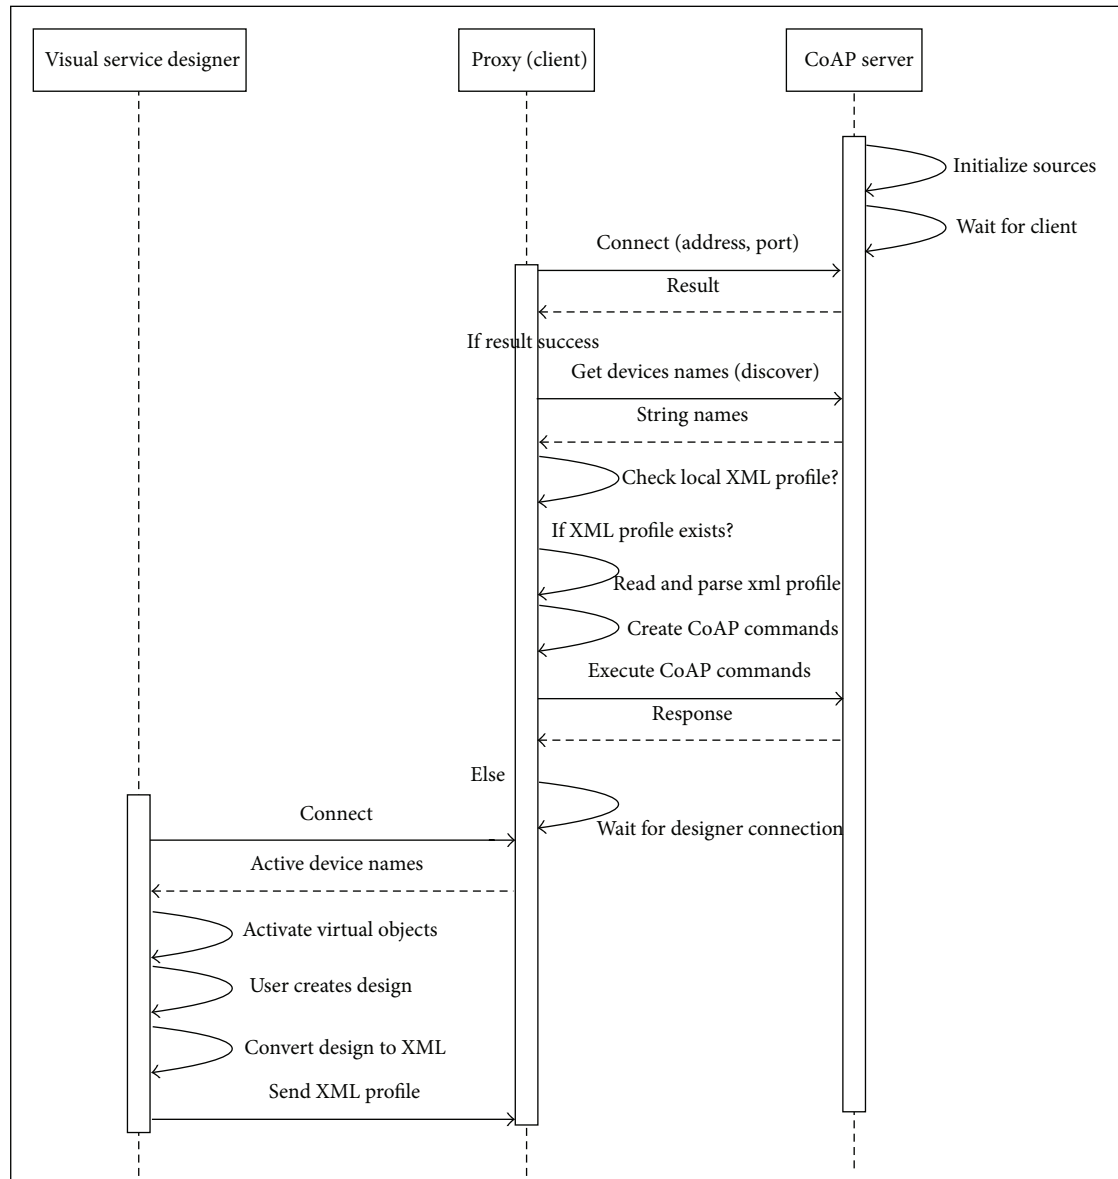 Visual service designer
Proxy (client)
CoAP server
Initialize sources
Wait for client
Connect (address, port)
Result
If result success
Get devices names (discover)
String names
Check local XML profile?
If XML profile exists?
Read and parse xml profile
Create CoAP commands
Execute CoAP commands
Response
Else
Wait for designer connection
Connect
Active device names
Activate virtual objects
User creates design
Convert design to XML
Send XML profile